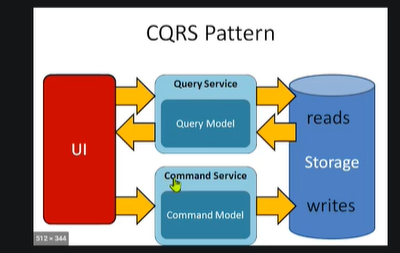 CQRS Pattern
Query Service
Query Model
reads
UI
Storage
Command Service
Command Model
writes
512 × 344